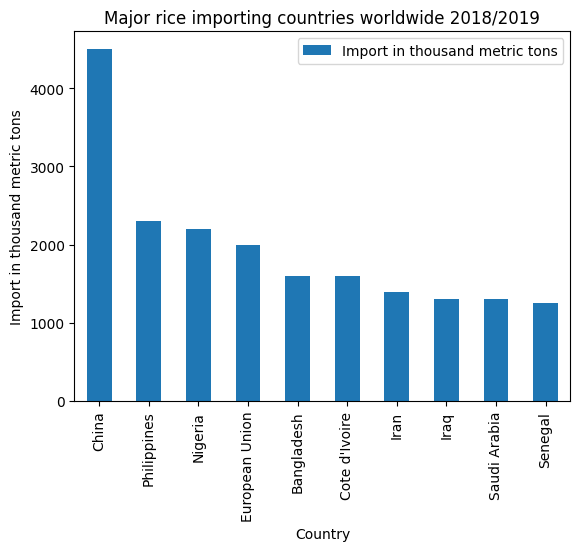 Major rice importing countries worldwide 2018/2019
Import in thousand metric tons
Import in thousand metric tons
4000
3000
2000
1000
0
China
Philippines
Nigeria
European Union
Bangladesh
Cote d'Ivoire
Iran
Iraq
Saudi Arabia
Senegal
Country